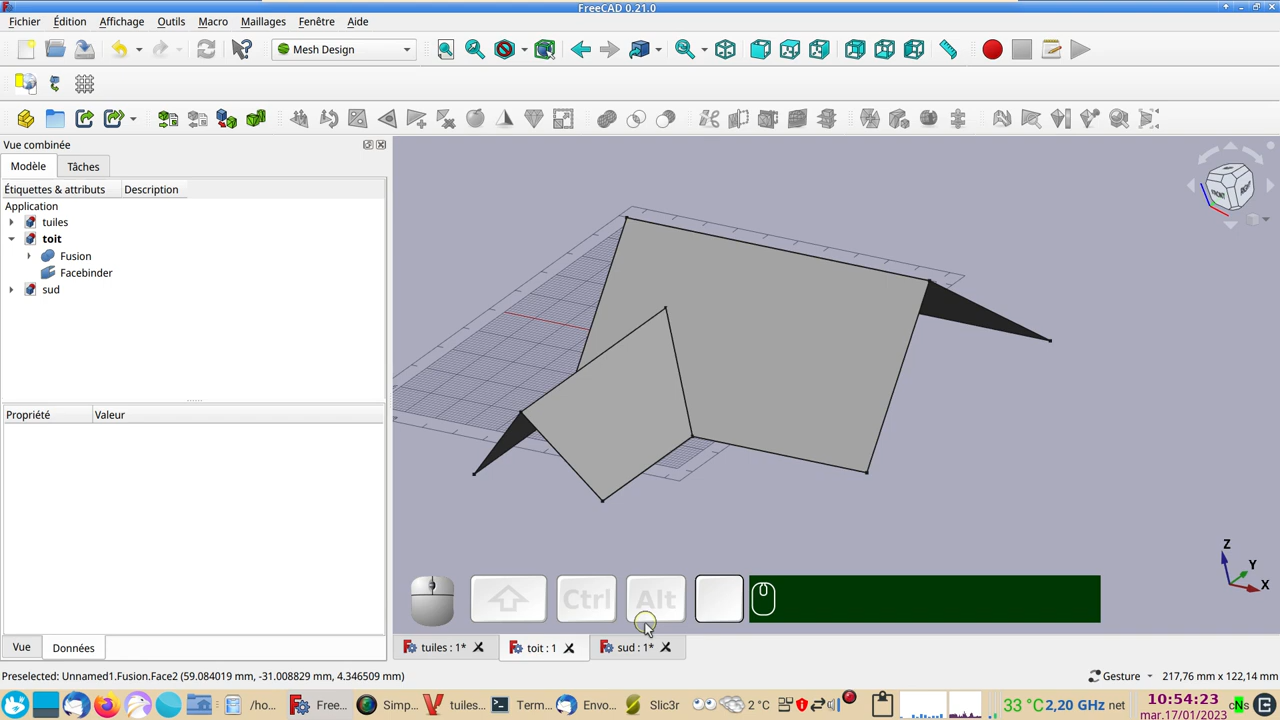 FreeCAD 0.21.0
Fichier Édition Affichage Outils Macro Maillages Fenêtre Aide
Mesh Design
Vue combinée
Modèle Tâches
Étiquettes & attributs Description
Application
tuiles
toit
Fusion
Facebinder
sud
Propriété Valeur
FRONT RIGHT
Z
Y
X
Ctrl Alt
Vue Données
tuiles : 1* toit : 1 sud : 1*
Preselected: Unnamed1.Fusion.Face2 (59.084019 mm, -31.008829 mm, 4.346509 mm) Gesture 217,76 mm x 122,14 mm
/ho... Free... Simp... tuiles... Term... Envo... Slic3r 2 °C 33 °C 2,20 GHz net 10:54:23 cNs
mar.17/01/2023